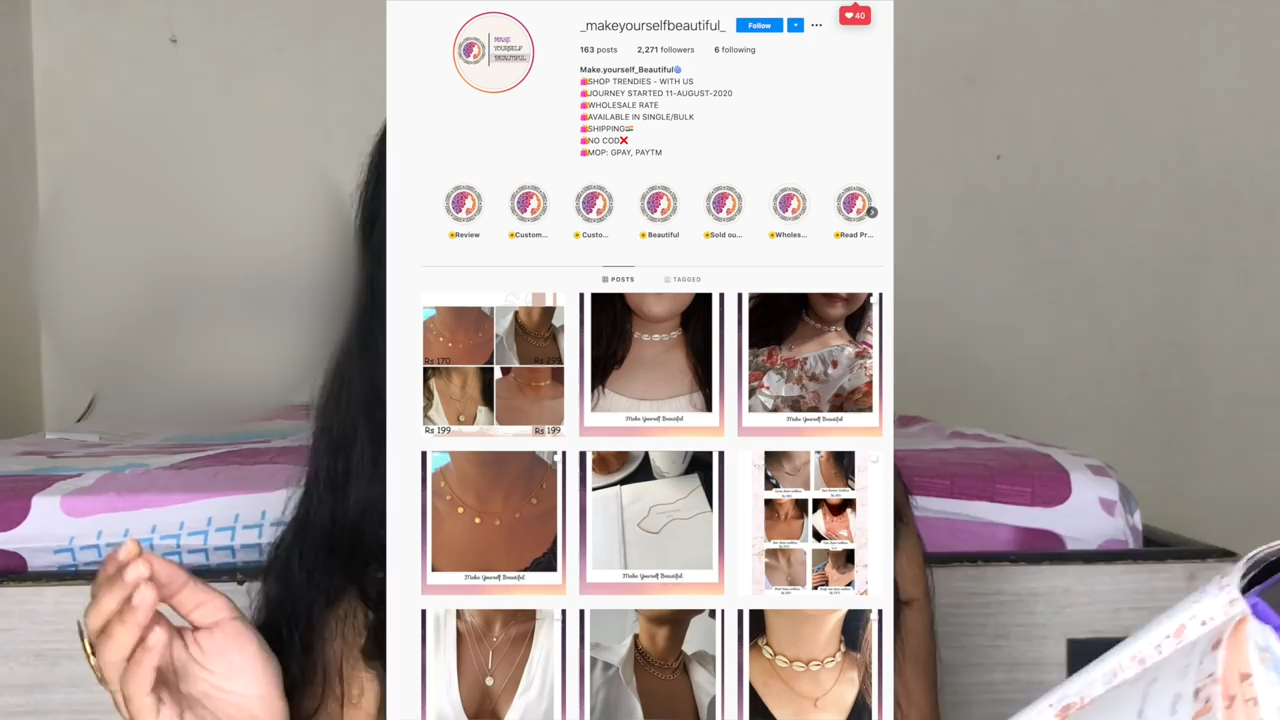 _makeyourselfbeautiful_
Follow
40
MAKE
YOURSELF
BEAUTIFUL
163 posts 2,271 followers 6 following
Make.yourself_Beautiful
SHOP TRENDIES - WITH US
JOURNEY STARTED 11-AUGUST-2020
WHOLESALE RATE
AVAILABLE IN SINGLE/BULK
SHIPPING
NO COD
MOP: GPAY, PAYTM
Review Custom... Custo... Beautiful Sold ou... Wholes... Read Pr...
POSTS TAGGED
Rs 170 Rs 299
Rs 199 Rs 199
Make Yourself Beautiful
Make Yourself Beautiful
Make Yourself Beautiful
Make Yourself Beautiful